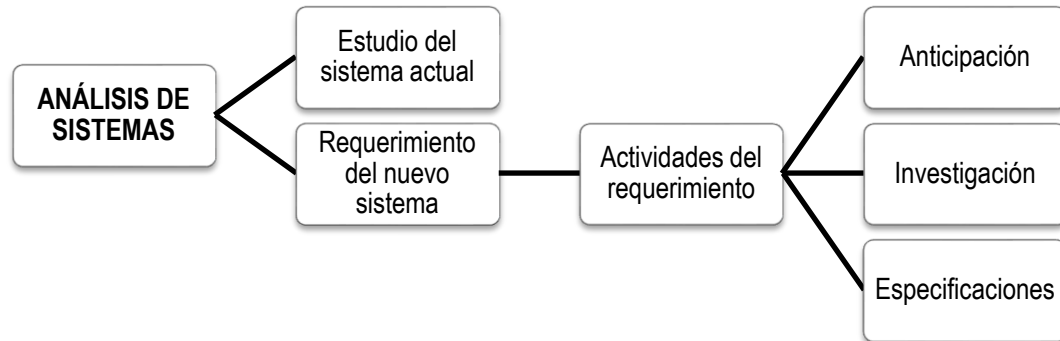 ANÁLISIS DE
SISTEMAS
Estudio del
sistema actual
Requerimiento
del nuevo
sistema
Actividades del
requerimiento
Anticipación
Investigación
Especificaciones